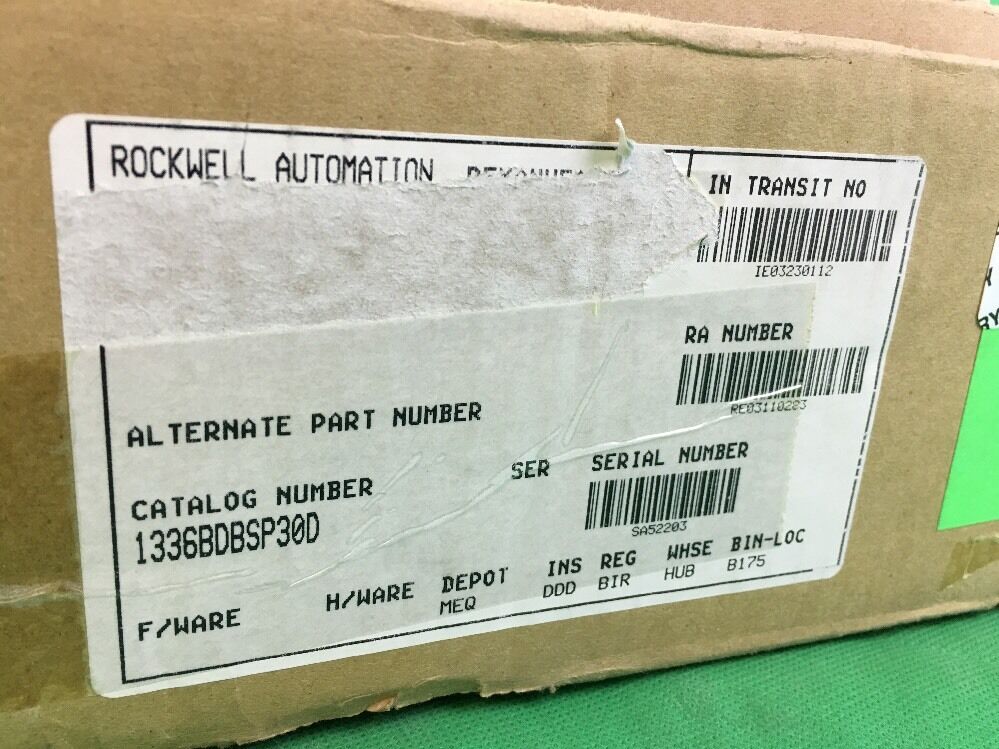 ROCKWELL AUTOMATION
IN TRANSIT NO
IE03230112
RA NUMBER
RE03110223
ALTERNATE PART NUMBER
CATALOG NUMBER
1336BDBSP30D
SER
SERIAL NUMBER
SA52203
F/WARE
H/WARE
DEPOT
MEQ
INS
DDD
REG
BIR
WHSE
HUB
BIN-LOC
B175